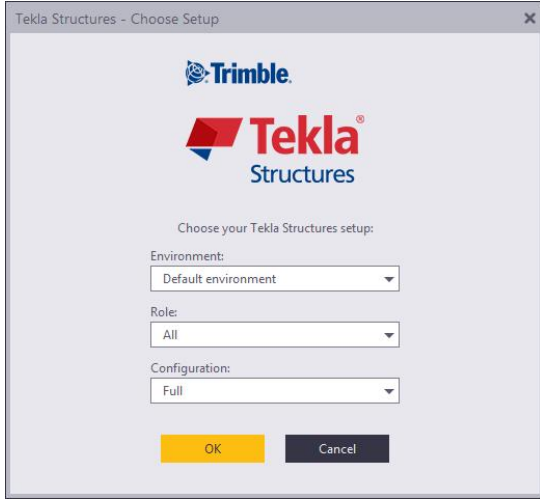 Tekla Structures - Choose Setup
Trimble.
Tekla®
Structures
Choose your Tekla Structures setup:
Environment:
Default environment
Role:
All
Configuration:
Full
OK Cancel